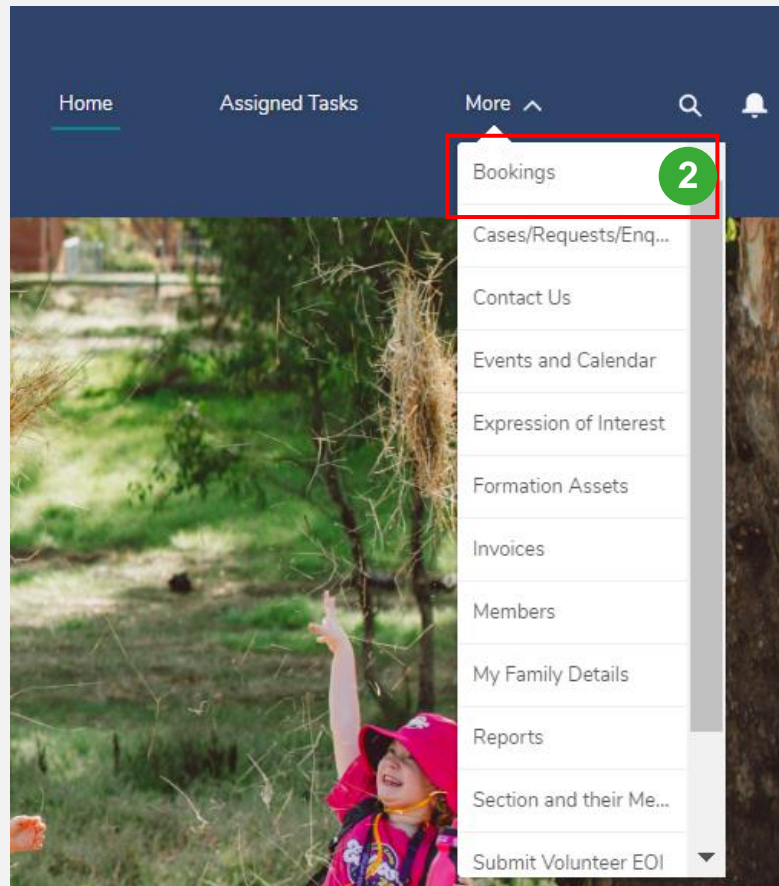 Home Assigned Tasks More
Bookings 2
Cases/Requests/Enq...
Contact Us
Events and Calendar
Expression of Interest
Formation Assets
Invoices
Members
My Family Details
Reports
Section and their Me...
Submit Volunteer EOI